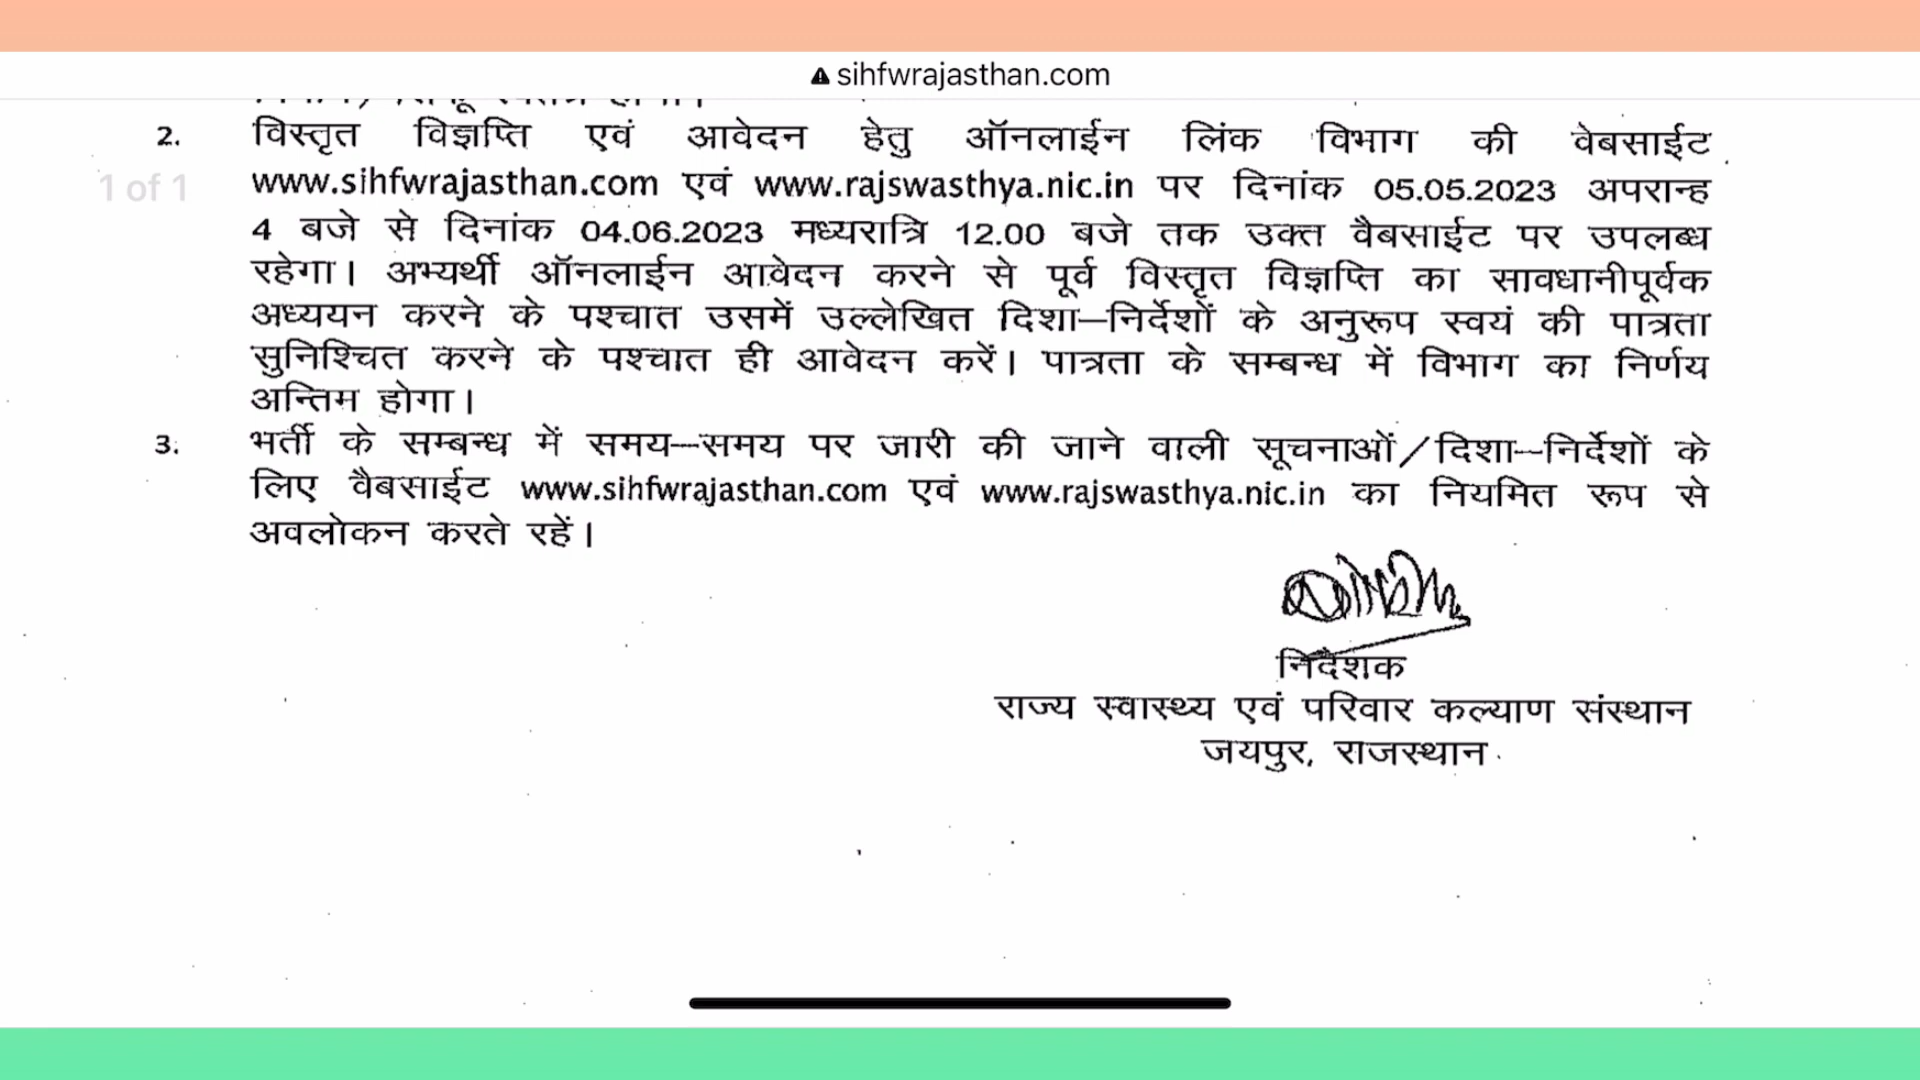 sihfwrajasthan.com
2. विस्तृत विज्ञप्ति एवं आवेदन हेतु ऑनलाईन लिंक विभाग की वेबसाईट
1 of 1
www.sihfwrajasthan.com एवं www.rajswasthya.nic.in पर दिनांक 05.05.2023 अपरान्ह
4 बजे से दिनांक 04.06.2023 मध्यरात्रि 12.00 बजे तक उक्त वैबसाईट पर उपलब्ध
रहेगा। अभ्यर्थी ऑनलाईन आवेदन करने से पूर्व विस्तृत विज्ञप्ति का सावधानीपूर्वक
अध्ययन करने के पश्चात उसमें उल्लेखित दिशा–निर्देशों के अनुरूप स्वयं की पात्रता
सुनिश्चित करने के पश्चात ही आवेदन करें। पात्रता के सम्बन्ध में विभाग का निर्णय
अन्तिम होगा।
3. भर्ती के सम्बन्ध में समय–समय पर जारी की जाने वाली सूचनाओं/दिशा–निर्देशों के
लिए वैबसाईट www.sihfwrajasthan.com एवं www.rajswasthya.nic.in का नियमित रूप से
अवलोकन करते रहें।
निदेशक
राज्य स्वास्थ्य एवं परिवार कल्याण संस्थान
जयपुर, राजस्थान